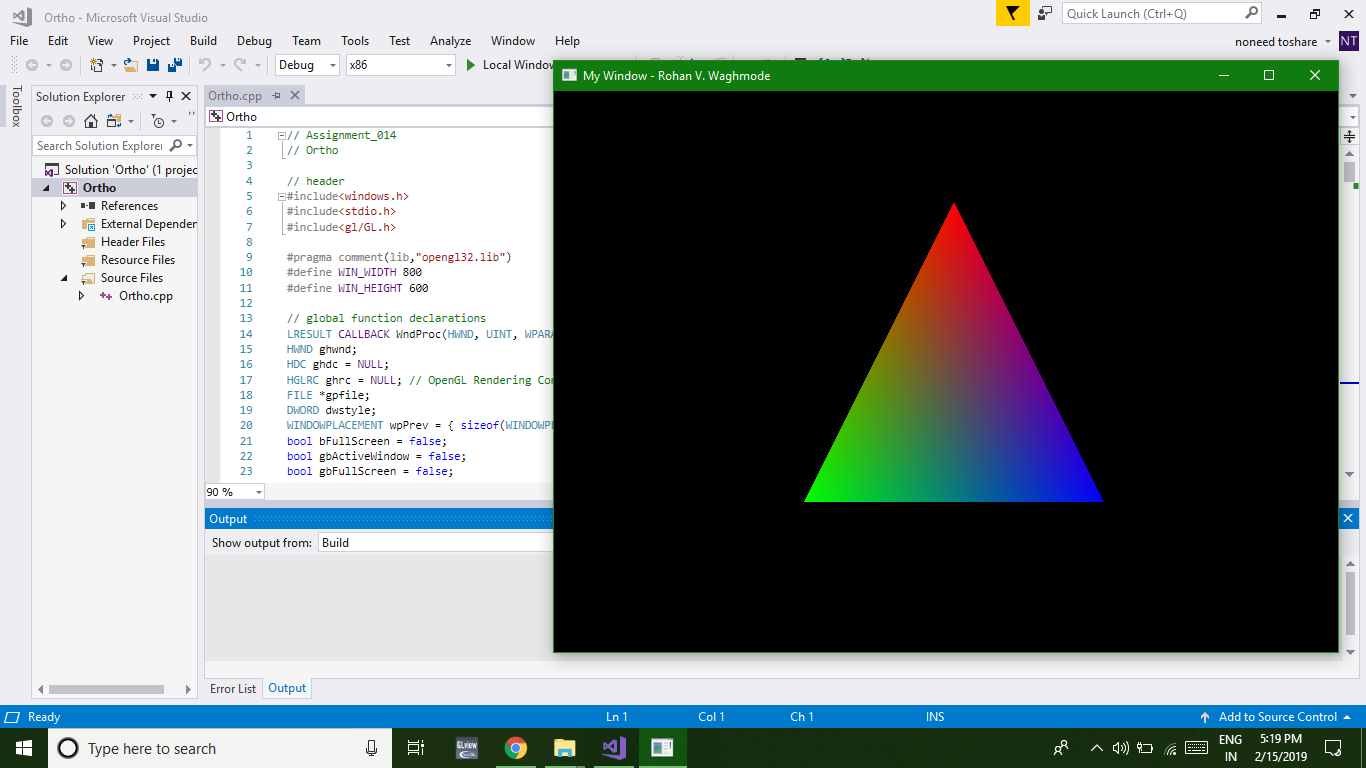 Ortho - Microsoft Visual Studio
Quick Launch (Ctrl+Q)
File Edit View Project Build Debug Team Tools Test Analyze Window Help
noneed toshare NT
Debug x86 Local Windo
Toolbox
Solution Explorer
Search Solution Explorer
Solution 'Ortho' (1 projec
Ortho
References
External Dependen
Header Files
Resource Files
Source Files
Ortho.cpp
Ortho.cpp
Ortho
1 // Assignment_014
2 // Ortho
3
4 // header
5 #include<windows.h>
6 #include<stdio.h>
7 #include<gl/GL.h>
8
9 #pragma comment(lib,"opengl32.lib")
10 #define WIN_WIDTH 800
11 #define WIN_HEIGHT 600
12
13 // global function declarations
14 LRESULT CALLBACK WndProc(HWND, UINT, WPARA
15 HWND ghwnd;
16 HDC ghdc = NULL;
17 HGLRC ghrc = NULL; // OpenGL Rendering Con
18 FILE *gpfile;
19 DWORD dwstyle;
20 WINDOWPLACEMENT wpPrev = { sizeof(WINDOWPL
21 bool bFullScreen = false;
22 bool gbActiveWindow = false;
23 bool gbFullScreen = false;
90 %
Output
Show output from: Build
Error List Output
My Window - Rohan V. Waghmode
Ready Ln 1 Col 1 Ch 1 INS Add to Source Control
Type here to search
GLview
ENG
IN
5:19 PM
2/15/2019